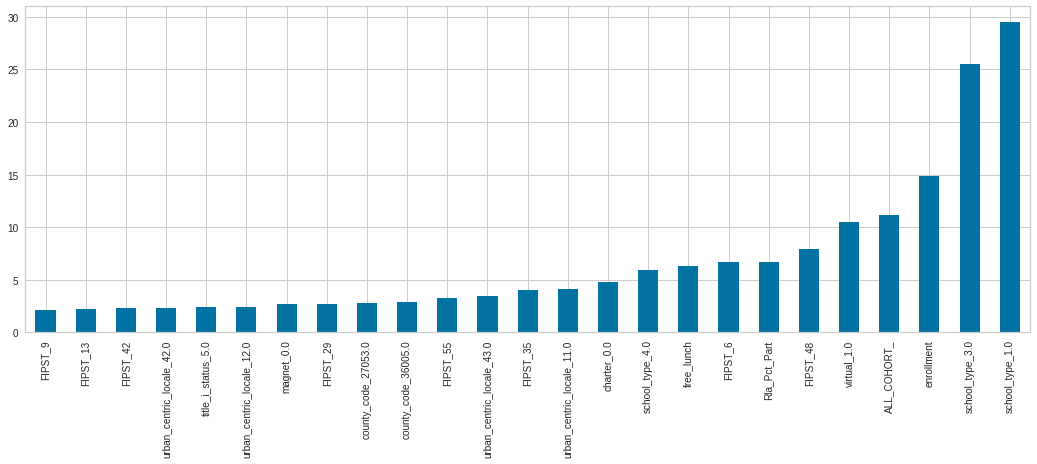 30
25
20
15
10
5
0
FIPST_9
FIPST_13
FIPST_42
urban_centric_locale_42.0
title_i_status_5.0
urban_centric_locale_12.0
magnet_0.0
FIPST_29
county_code_27053.0
county_code_36005.0
FIPST_55
urban_centric_locale_43.0
FIPST_35
urban_centric_locale_11.0
charter_0.0
school_type_4.0
free_lunch
FIPST_6
Rla_Pct_Part
FIPST_48
virtual_1.0
ALL_COHORT_
enrollment
school_type_3.0
school_type_1.0